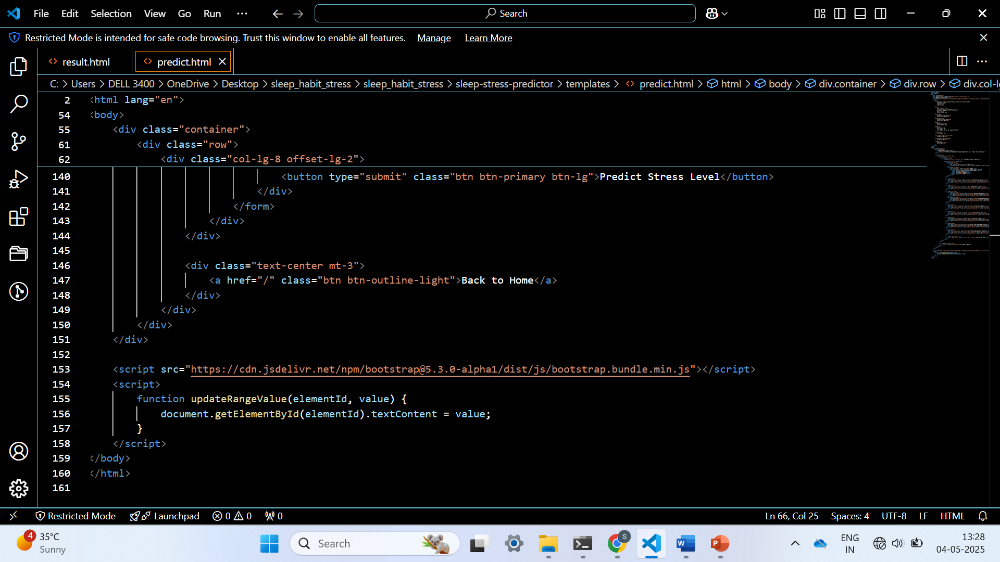 File Edit Selection View Go Run ··· Search
Restricted Mode is intended for safe code browsing. Trust this window to enable all features. Manage Learn More
result.html predict.html
C: > Users > DELL 3400 > OneDrive > Desktop > sleep_habit_stress > sleep_habit_stress > sleep-stress-predictor > templates > predict.html > html > body > div.container > div.row > div.col-lg
2 <html lang="en">
54 <body>
55 <div class="container">
61 <div class="row">
62 <div class="col-lg-8 offset-lg-2">
140 <button type="submit" class="btn btn-primary btn-lg">Predict Stress Level</button>
141 </div>
142 </form>
143 </div>
144 </div>
145
146 <div class="text-center mt-3">
147 <a href="/" class="btn btn-outline-light">Back to Home</a>
148 </div>
149 </div>
150 </div>
151 </div>
152
153 <script src="https://cdn.jsdelivr.net/npm/bootstrap@5.3.0-alpha1/dist/js/bootstrap.bundle.min.js"></script>
154 <script>
155 function updateRangeValue(elementId, value) {
156 document.getElementById(elementId).textContent = value;
157 }
158 </script>
159 </body>
160 </html>
161
Restricted Mode Launchpad 0 0 0 Ln 66, Col 25 Spaces: 4 UTF-8 LF HTML
4 35°C
Sunny
Search
S
ENG
IN
13:28
04-05-2025